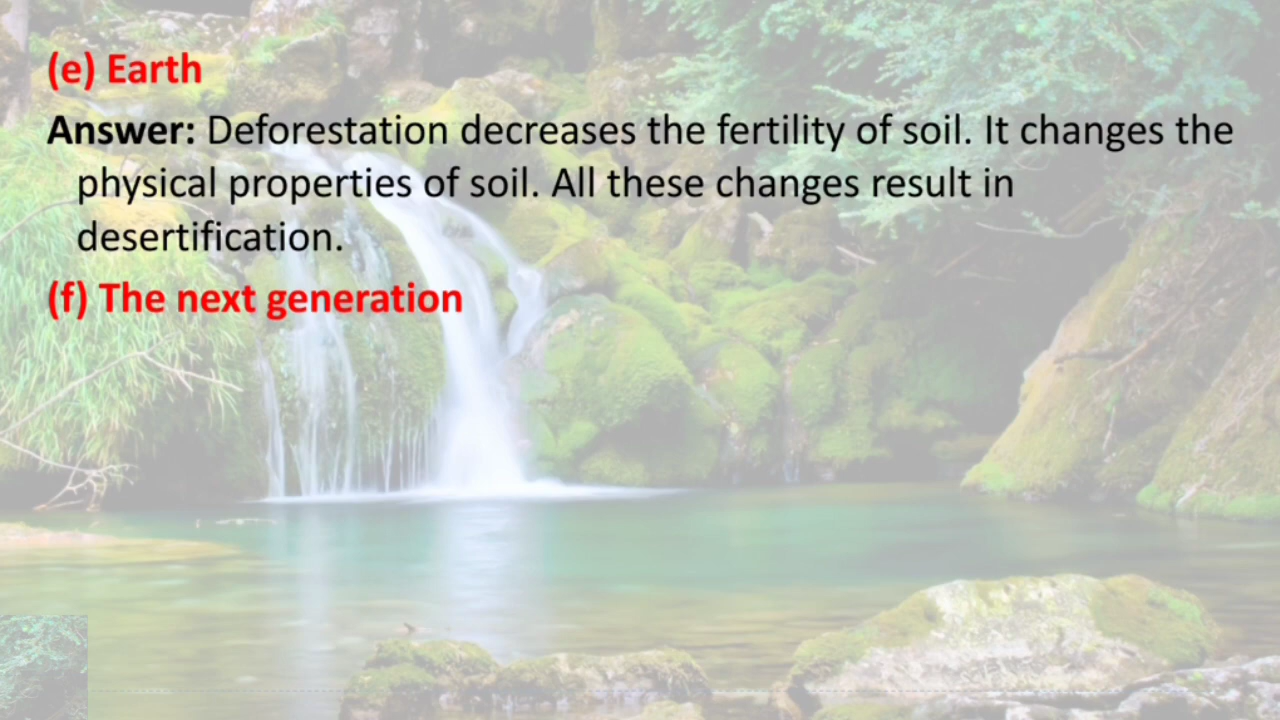 (e) Earth
Answer: Deforestation decreases the fertility of soil. It changes the
physical properties of soil. All these changes result in
desertification.
(f) The next generation